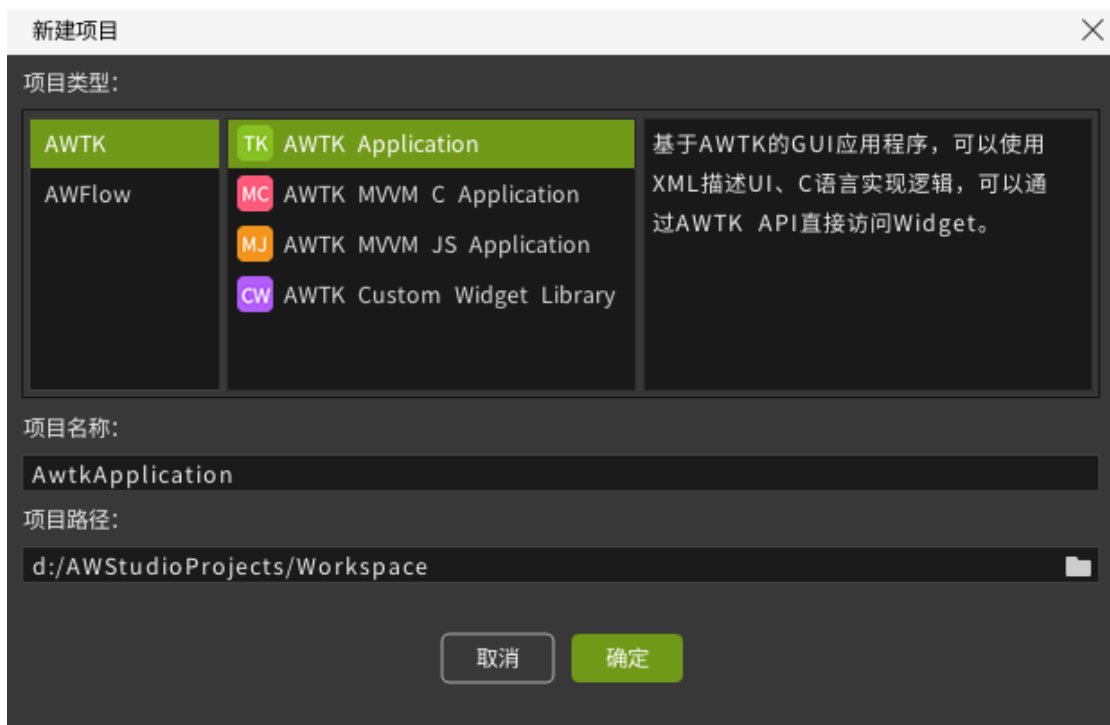 新建项目
项目类型：
AWTK
AWFlow
TK AWTK Application
MC AWTK MVVM C Application
MJ AWTK MVVM JS Application
CW AWTK Custom Widget Library
基于AWTK的GUI应用程序，可以使用
XML描述UI、C语言实现逻辑，可以通
过AWTK API直接访问Widget。
项目名称：
AwtkApplication
项目路径：
d:/AWStudioProjects/Workspace
取消
确定